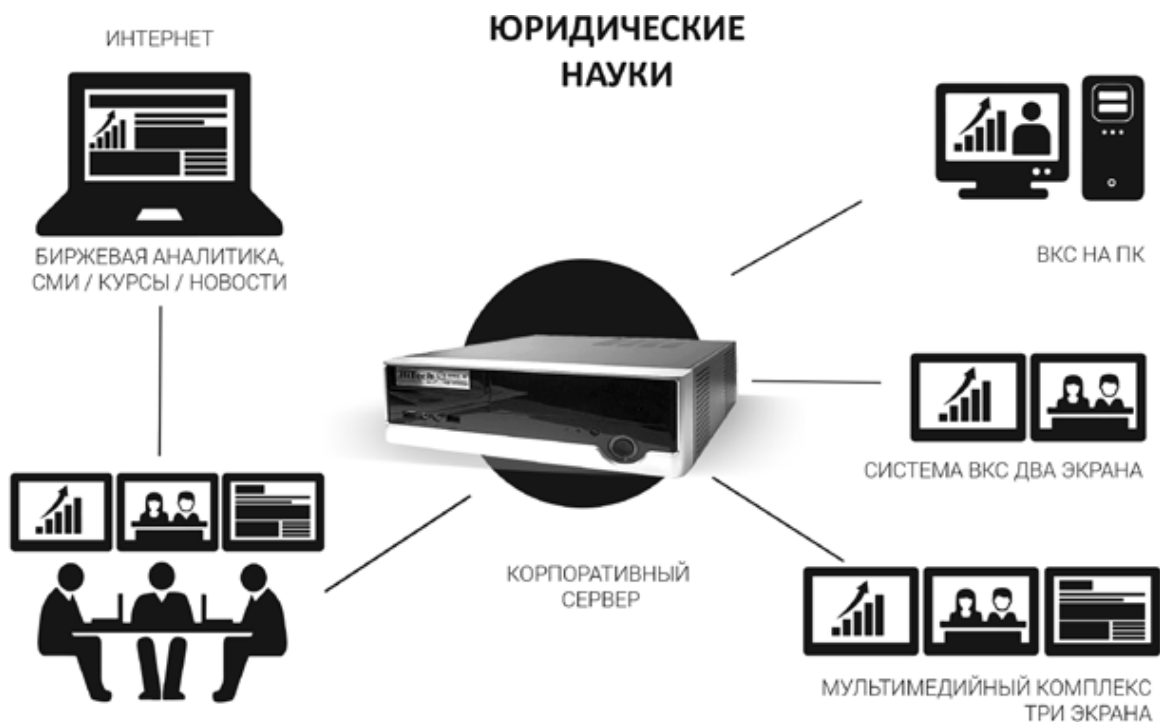 ЮРИДИЧЕСКИЕ
НАУКИ
ИНТЕРНЕТ
БИРЖЕВАЯ АНАЛИТИКА,
СМИ / КУРСЫ / НОВОСТИ
ВКС НА ПК
СИСТЕМА ВКС ДВА ЭКРАНА
КОРПОРАТИВНЫЙ
СЕРВЕР
МУЛЬТИМЕДИЙНЫЙ КОМПЛЕКС
ТРИ ЭКРАНА